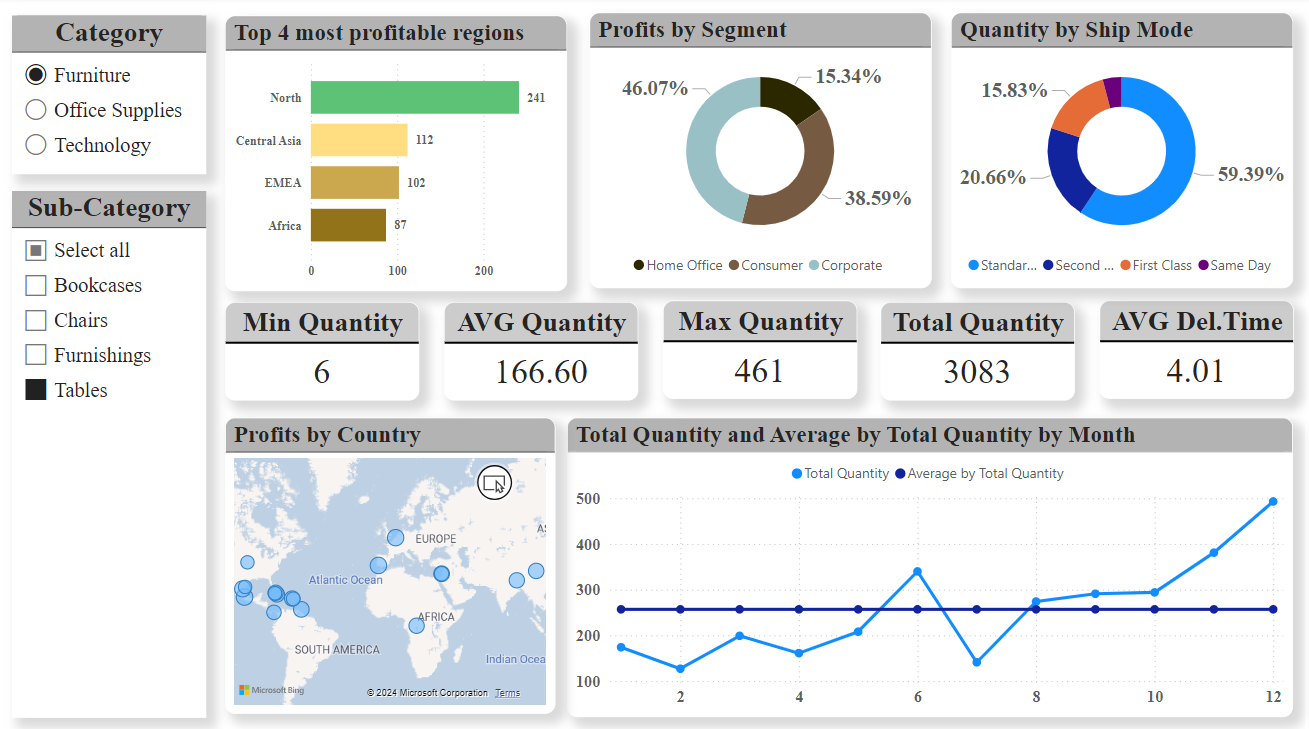 Category
Furniture
Office Supplies
Technology
Sub-Category
Select all
Bookcases
Chairs
Furnishings
Tables
Top 4 most profitable regions
North
241
Central Asia
112
EMEA
102
Africa
87
0 100 200
Profits by Segment
46.07%
15.34%
38.59%
Home Office Consumer Corporate
Quantity by Ship Mode
15.83%
20.66%
59.39%
Standar... Second ... First Class Same Day
Min Quantity
6
AVG Quantity
166.60
Max Quantity
461
Total Quantity
3083
AVG Del.Time
4.01
Profits by Country
EUROPE
AS
Atlantic Ocean
AFRICA
SOUTH AMERICA
Indian Ocea
Microsoft Bing
© 2024 Microsoft Corporation Terms
Total Quantity and Average by Total Quantity by Month
Total Quantity Average by Total Quantity
500
400
300
200
100
2 4 6 8 10 12